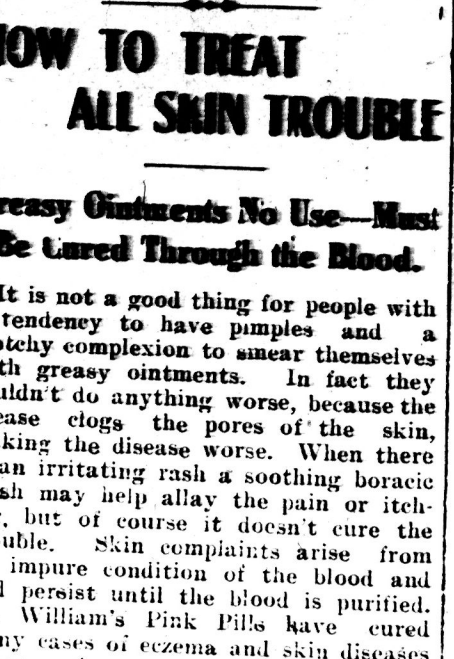 HOW TO TREAT
ALL SKIN TROUBLE
reasy Ointments No Use—Must
Be Cured Through the Blood.
It is not a good thing for people with
tendency to have pimples and a
otchy complexion to smear themselves
th greasy ointments. In fact they
uldn't do anything worse, because the
ease clogs the pores of the skin,
king the disease worse. When there
an irritating rash a soothing boracic
sh may help allay the pain or itch-
, but of course it doesn't cure the
uble. Skin complaints arise from
impure condition of the blood and
d persist until the blood is purified.
William's Pink Pills have cured
ny cases of eczema and skin diseases